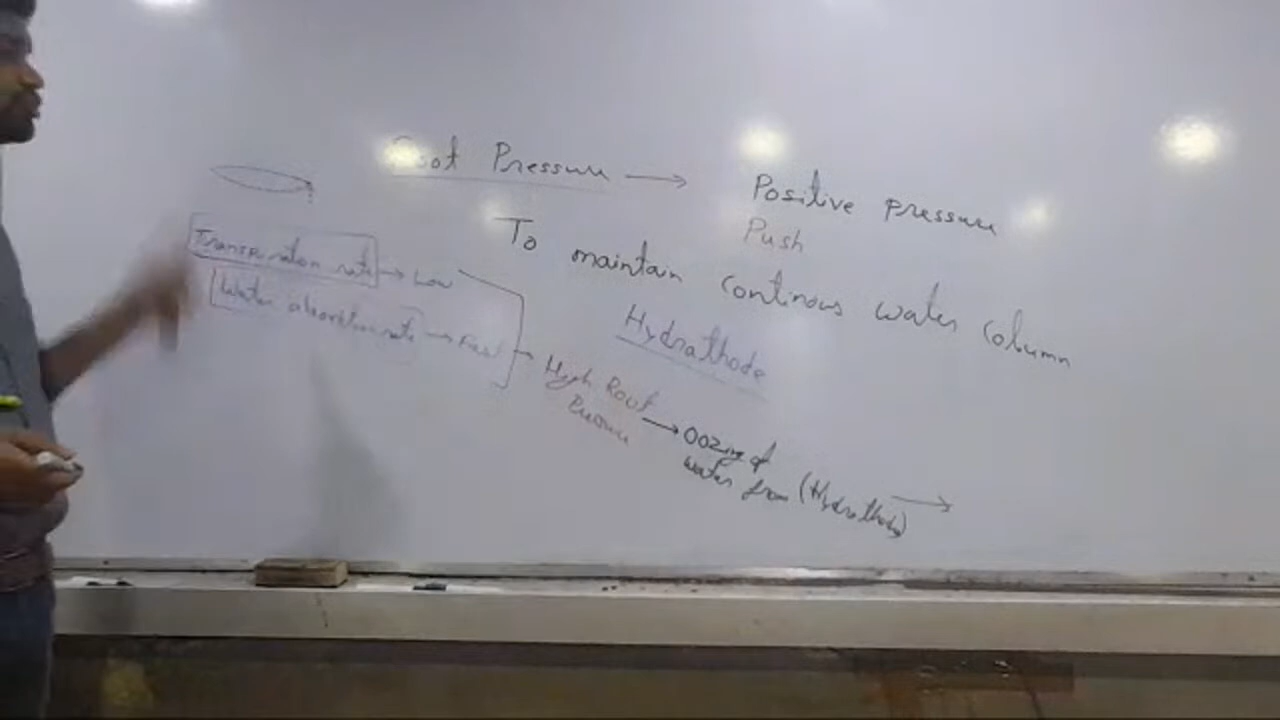 Root Pressure → Positive pressure
Push
To maintain continous water column
Transpiration rate → Low
Water absorbtion rate → Fast
Hydrathode
→ High Root
Pressure
→ Oozing of
water from (Hydrathode) →